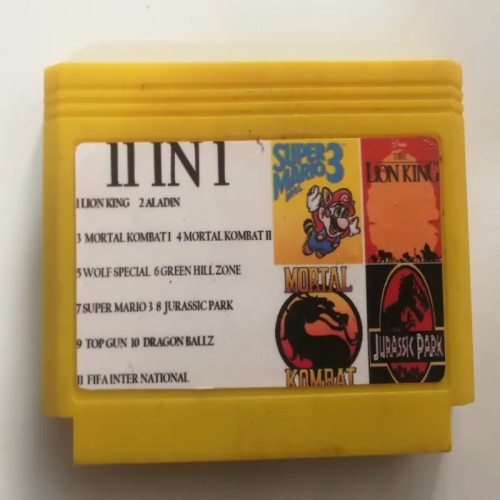 11 IN 1
1 LION KING 2 ALADIN
3 MORTAL KOMBAT I 4 MORTAL KOMBAT II
5 WOLF SPECIAL 6 GREEN HILL ZONE
7 SUPER MARIO 3 8 JURASSIC PARK
9 TOP GUN 10 DRAGON BALLZ
11 FIFA INTER NATIONAL
SUPER
MARIO 3
LION KING
MORTAL
KOMBAT
JURASSIC PARK